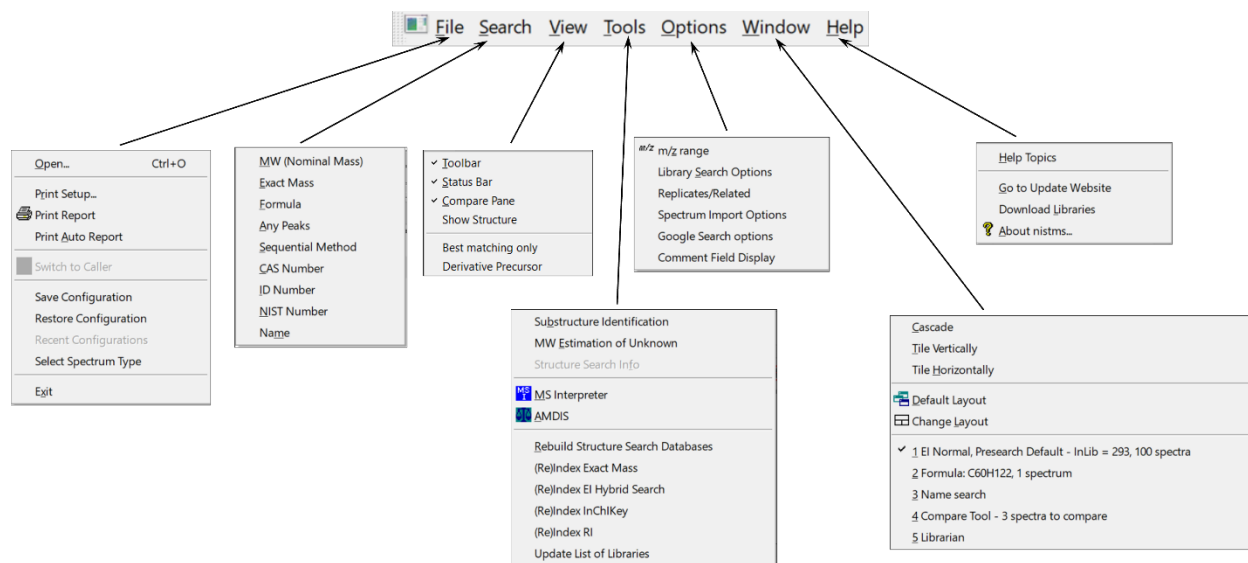 File Search View Tools Options Window Help
Open... Ctrl+O
Print Setup...
Print Report
Print Auto Report
Switch to Caller
Save Configuration
Restore Configuration
Recent Configurations
Select Spectrum Type
Exit
MW (Nominal Mass)
Exact Mass
Formula
Any Peaks
Sequential Method
CAS Number
ID Number
NIST Number
Name
Toolbar
Status Bar
Compare Pane
Show Structure
Best matching only
Derivative Precursor
Substructure Identification
MW Estimation of Unknown
Structure Search Info
MS I MS Interpreter
AMDIS
Rebuild Structure Search Databases
(Re)Index Exact Mass
(Re)Index EI Hybrid Search
(Re)Index InChIKey
(Re)Index RI
Update List of Libraries
m/z m/z range
Library Search Options
Replicates/Related
Spectrum Import Options
Google Search options
Comment Field Display
Cascade
Tile Vertically
Tile Horizontally
Default Layout
Change Layout
1 EI Normal, Presearch Default - InLib = 293, 100 spectra
2 Formula: C60H122, 1 spectrum
3 Name search
4 Compare Tool - 3 spectra to compare
5 Librarian
Help Topics
Go to Update Website
Download Libraries
? About nistms...